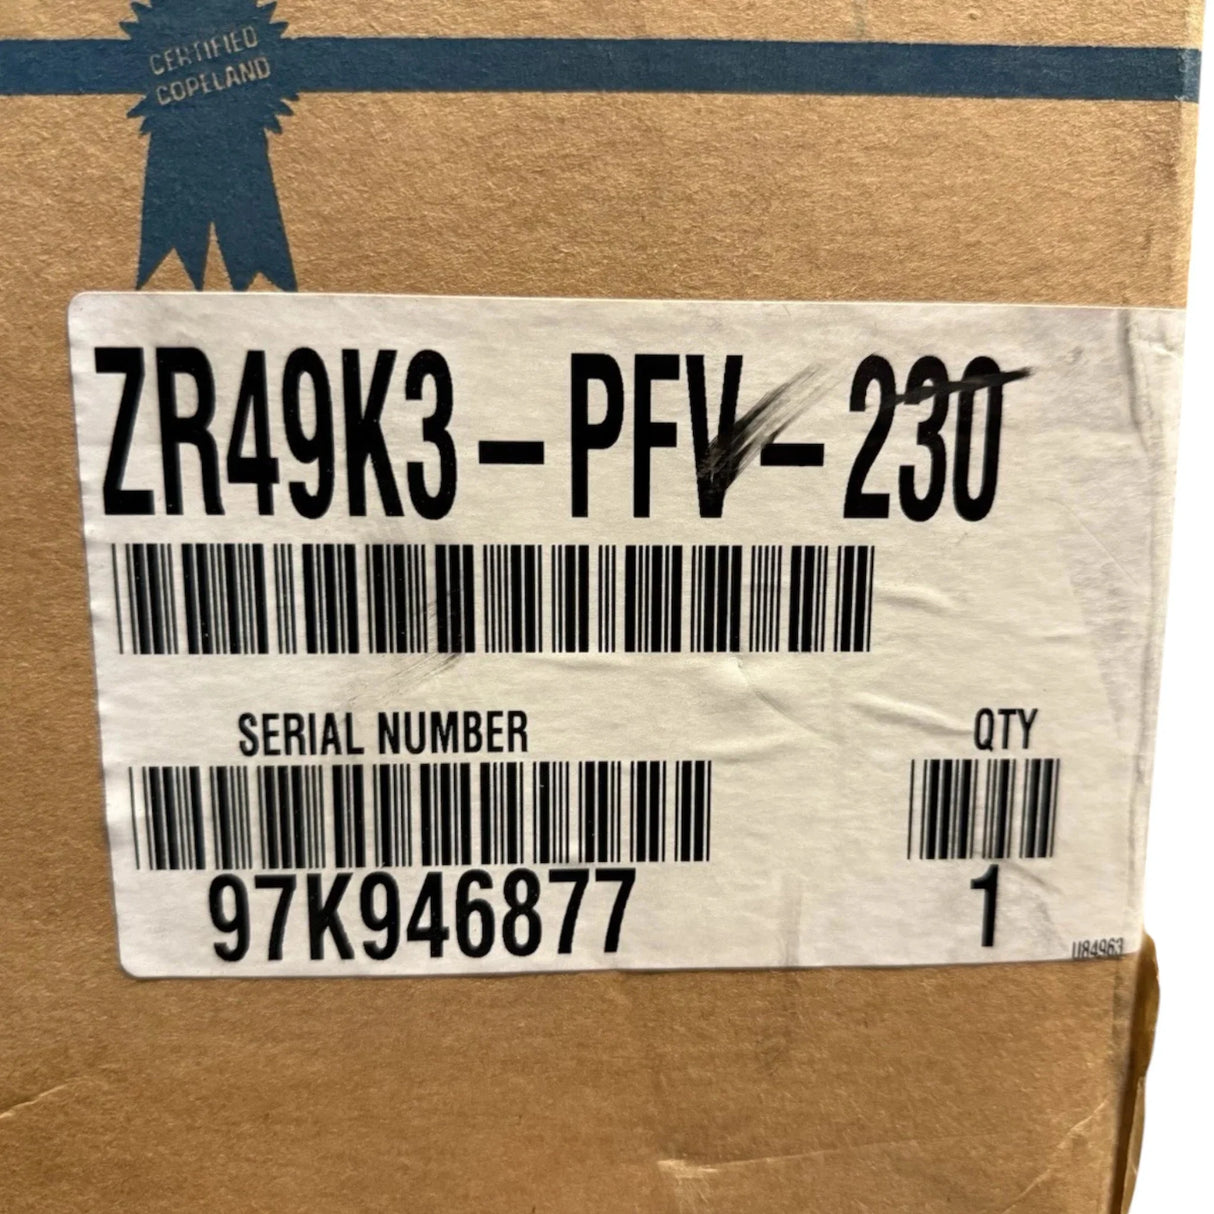 CERTIFIED
COPELAND
ZR49K3-PFV-230
SERIAL NUMBER
QTY
97K946877
1
U84963